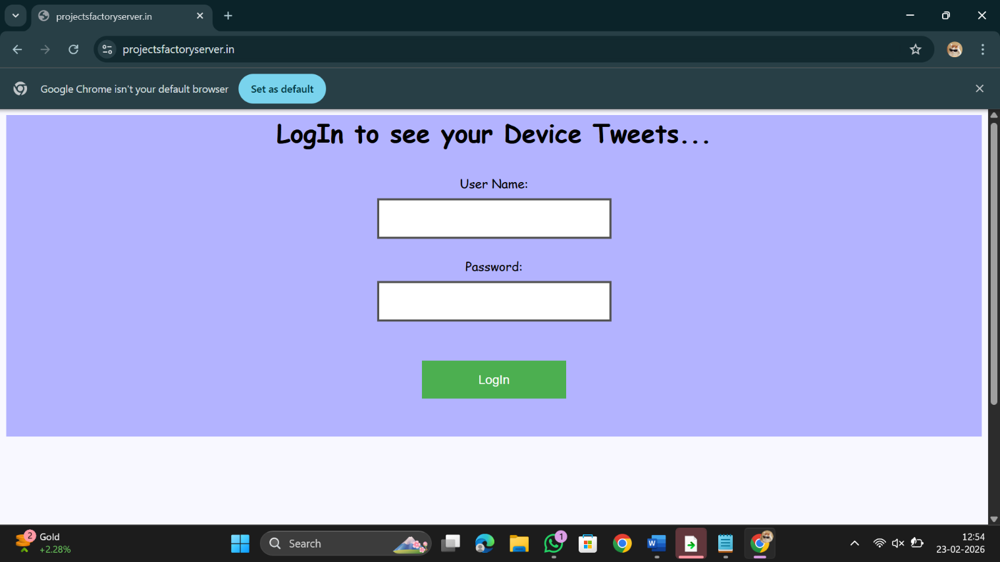 projectsfactoryserver.in
projectsfactoryserver.in
Google Chrome isn't your default browser
Set as default
LogIn to see your Device Tweets...
User Name:
Password:
LogIn
2
Gold
+2.28%
Search
1
W
12:54
23-02-2026